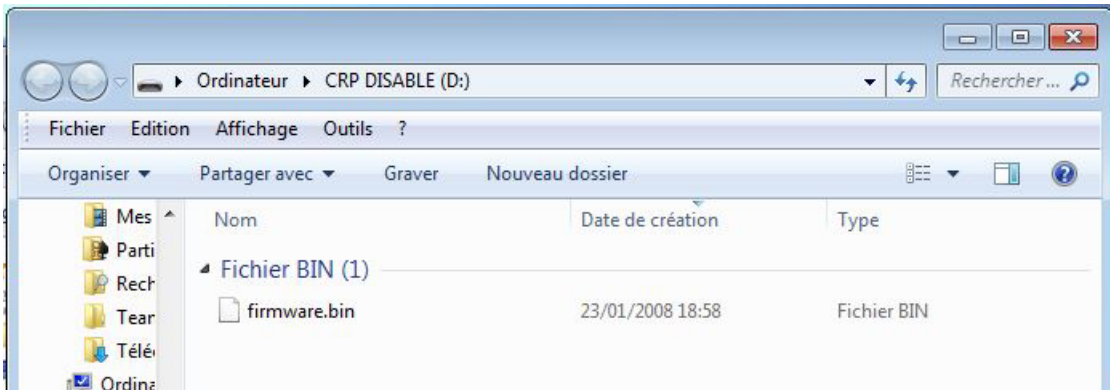 Ordinateur ▸ CRP DISABLE (D:)
Rechercher ...
Fichier Edition Affichage Outils ?
Organiser Partager avec Graver Nouveau dossier
Mes
Nom Date de création Type
Parti
Fichier BIN (1)
Rech
firmware.bin 23/01/2008 18:58 Fichier BIN
Tear
Télé
Ordina